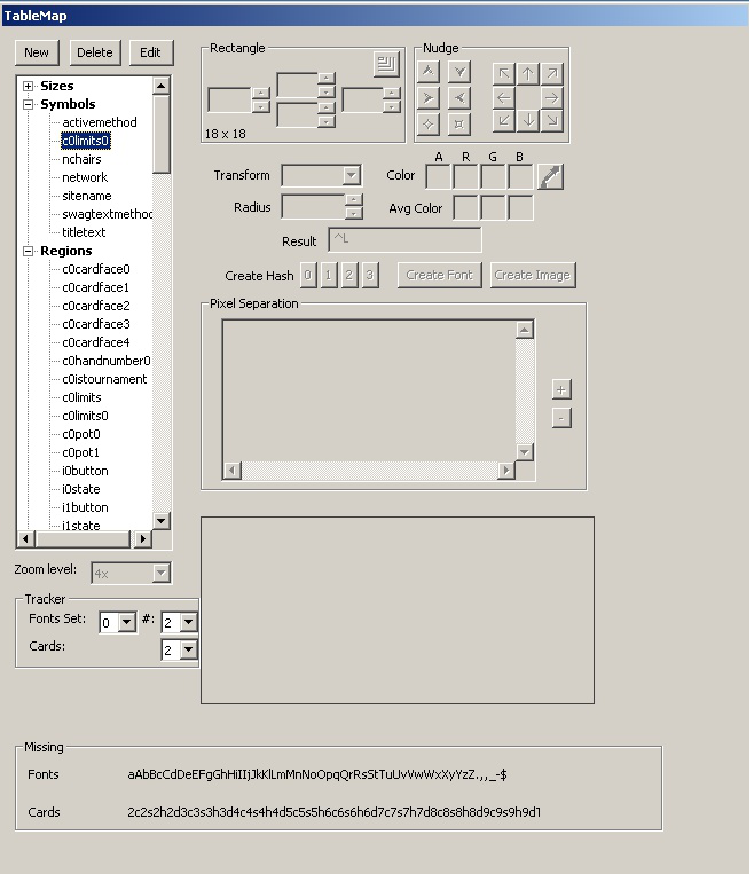 TableMap
New Delete Edit
Sizes
Symbols
activemethod
c0limits0
nchairs
network
sitename
swagtextmethod
titletext
Regions
c0cardface0
c0cardface1
c0cardface2
c0cardface3
c0cardface4
c0handnumber0
c0istournament
c0limits
c0limits0
c0pot0
c0pot1
i0button
i0state
i1button
i1state
Zoom level: 4x
Tracker
Fonts Set: 0 #: 2
Cards: 2
Rectangle
18 x 18
Nudge
Transform
Radius
Color A R G B
Avg Color
Result ^L
Create Hash 0 1 2 3 Create Font Create Image
Pixel Separation
+
-
Missing
Fonts aAbBcCdDeEFgGhHiIIjJkKlLmMnNoOpqQrRsStTuUvVwWxXyYzZ.,,_-$
Cards 2c2s2h2d3c3s3h3d4c4s4h4d5c5s5h6c6s6h6d7c7s7h7d8c8s8h8d9c9s9h9dT